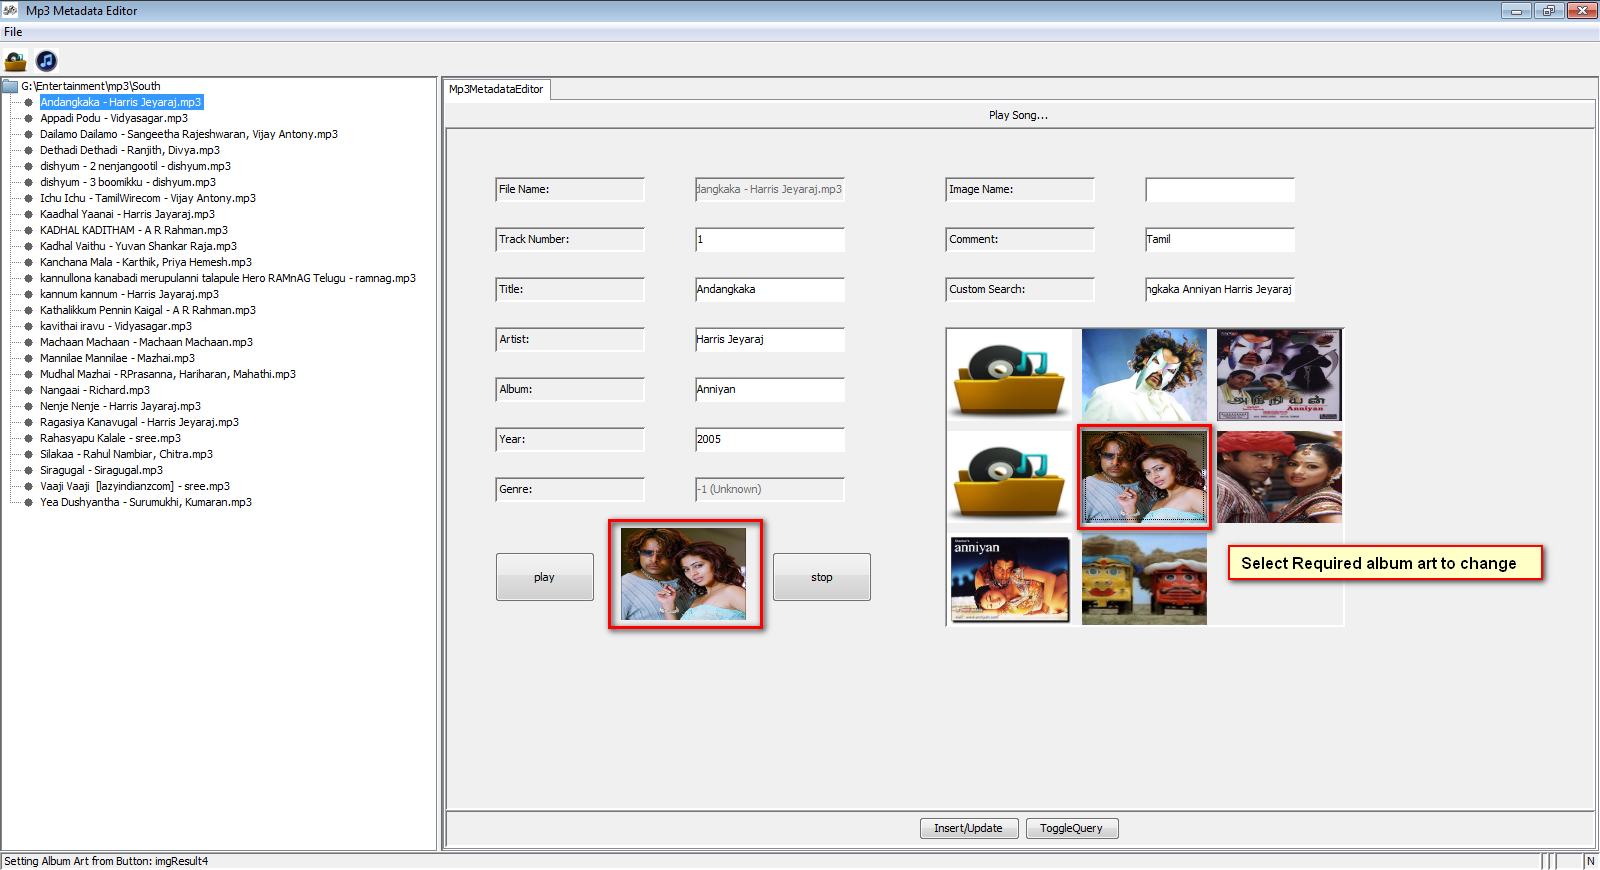 Mp3 Metadata Editor
File
G:\Entertainment\mp3\South
Andangkaka - Harris Jeyaraj.mp3
Appadi Podu - Vidyasagar.mp3
Dailamo Dailamo - Sangeetha Rajeshwaran, Vijay Antony.mp3
Dethadi Dethadi - Ranjith, Divya.mp3
dishyum - 2 nenjangootil - dishyum.mp3
dishyum - 3 boomikku - dishyum.mp3
Ichu Ichu - TamilWirecom - Vijay Antony.mp3
Kaadhal Yaanai - Harris Jayaraj.mp3
KADHAL KADITHAM - A R Rahman.mp3
Kadhal Vaithu - Yuvan Shankar Raja.mp3
Kanchana Mala - Karthik, Priya Hemesh.mp3
kannullona kanabadi merupulanni talapule Hero RAMnAG Telugu - ramnag.mp3
kannum kannum - Harris Jayaraj.mp3
Kathalikkum Pennin Kaigal - A R Rahman.mp3
kavithai iravu - Vidyasagar.mp3
Machaan Machaan - Machaan Machaan.mp3
Mannilae Mannilae - Mazhai.mp3
Mudhal Mazhai - RPrasanna, Hariharan, Mahathi.mp3
Nangaai - Richard.mp3
Nenje Nenje - Harris Jayaraj.mp3
Ragasiya Kanavugal - Harris Jeyaraj.mp3
Rahasyapu Kalale - sree.mp3
Silakaa - Rahul Nambiar, Chitra.mp3
Siragugal - Siragugal.mp3
Vaaji Vaaji  [lazyindianzcom] - sree.mp3
Yea Dushyantha - Surumukhi, Kumaran.mp3
Mp3MetadataEditor
Play Song...
File Name: dangkaka - Harris Jeyaraj.mp3
Track Number: 1
Title: Andangkaka
Artist: Harris Jeyaraj
Album: Anniyan
Year: 2005
Genre: -1 (Unknown)
play
stop
Image Name:
Comment: Tamil
Custom Search: ngkaka Anniyan Harris Jeyaraj
அந்நியன்
Anniyan
anniyan
Select Required album art to change
Insert/Update
ToggleQuery
Setting Album Art from Button: imgResult4
N